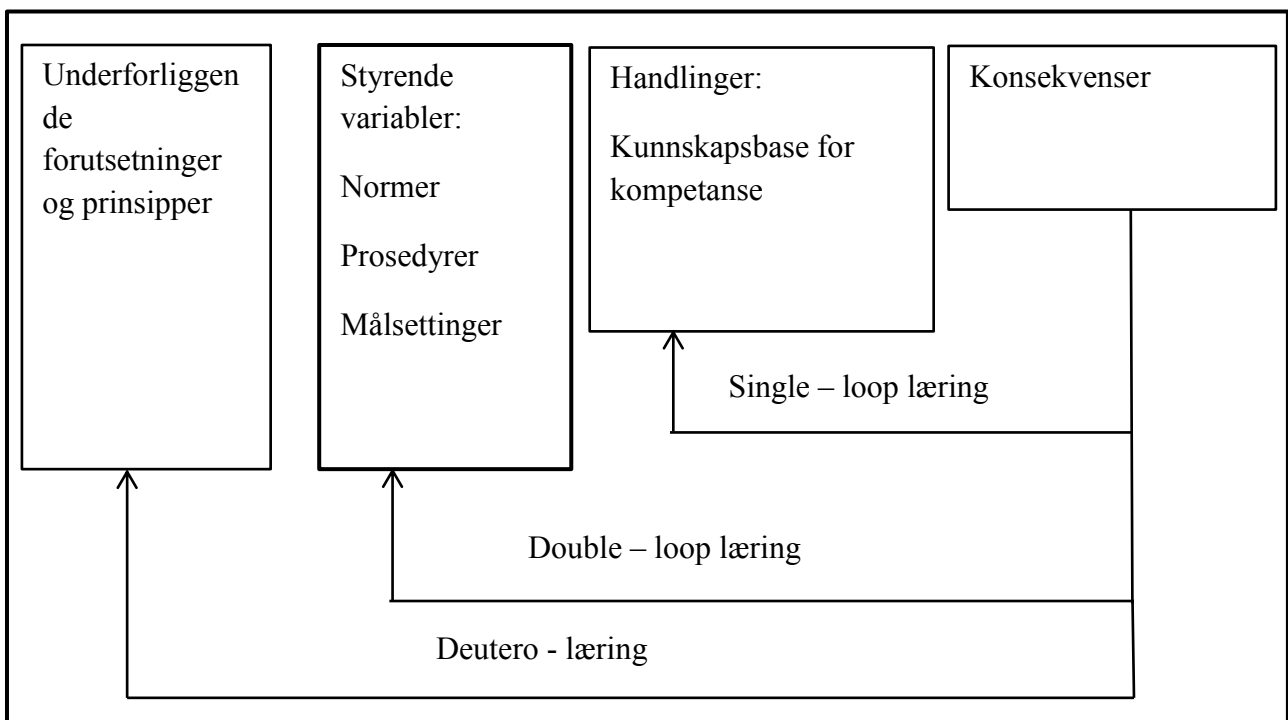 Underforliggen
de
forutsetninger
og prinsipper
Styrende
variabler:
Normer
Prosedyrer
Målsettinger
Handlinger:
Kunnskapsbase for
kompetanse
Konsekvenser
Single – loop læring
Double – loop læring
Deutero - læring